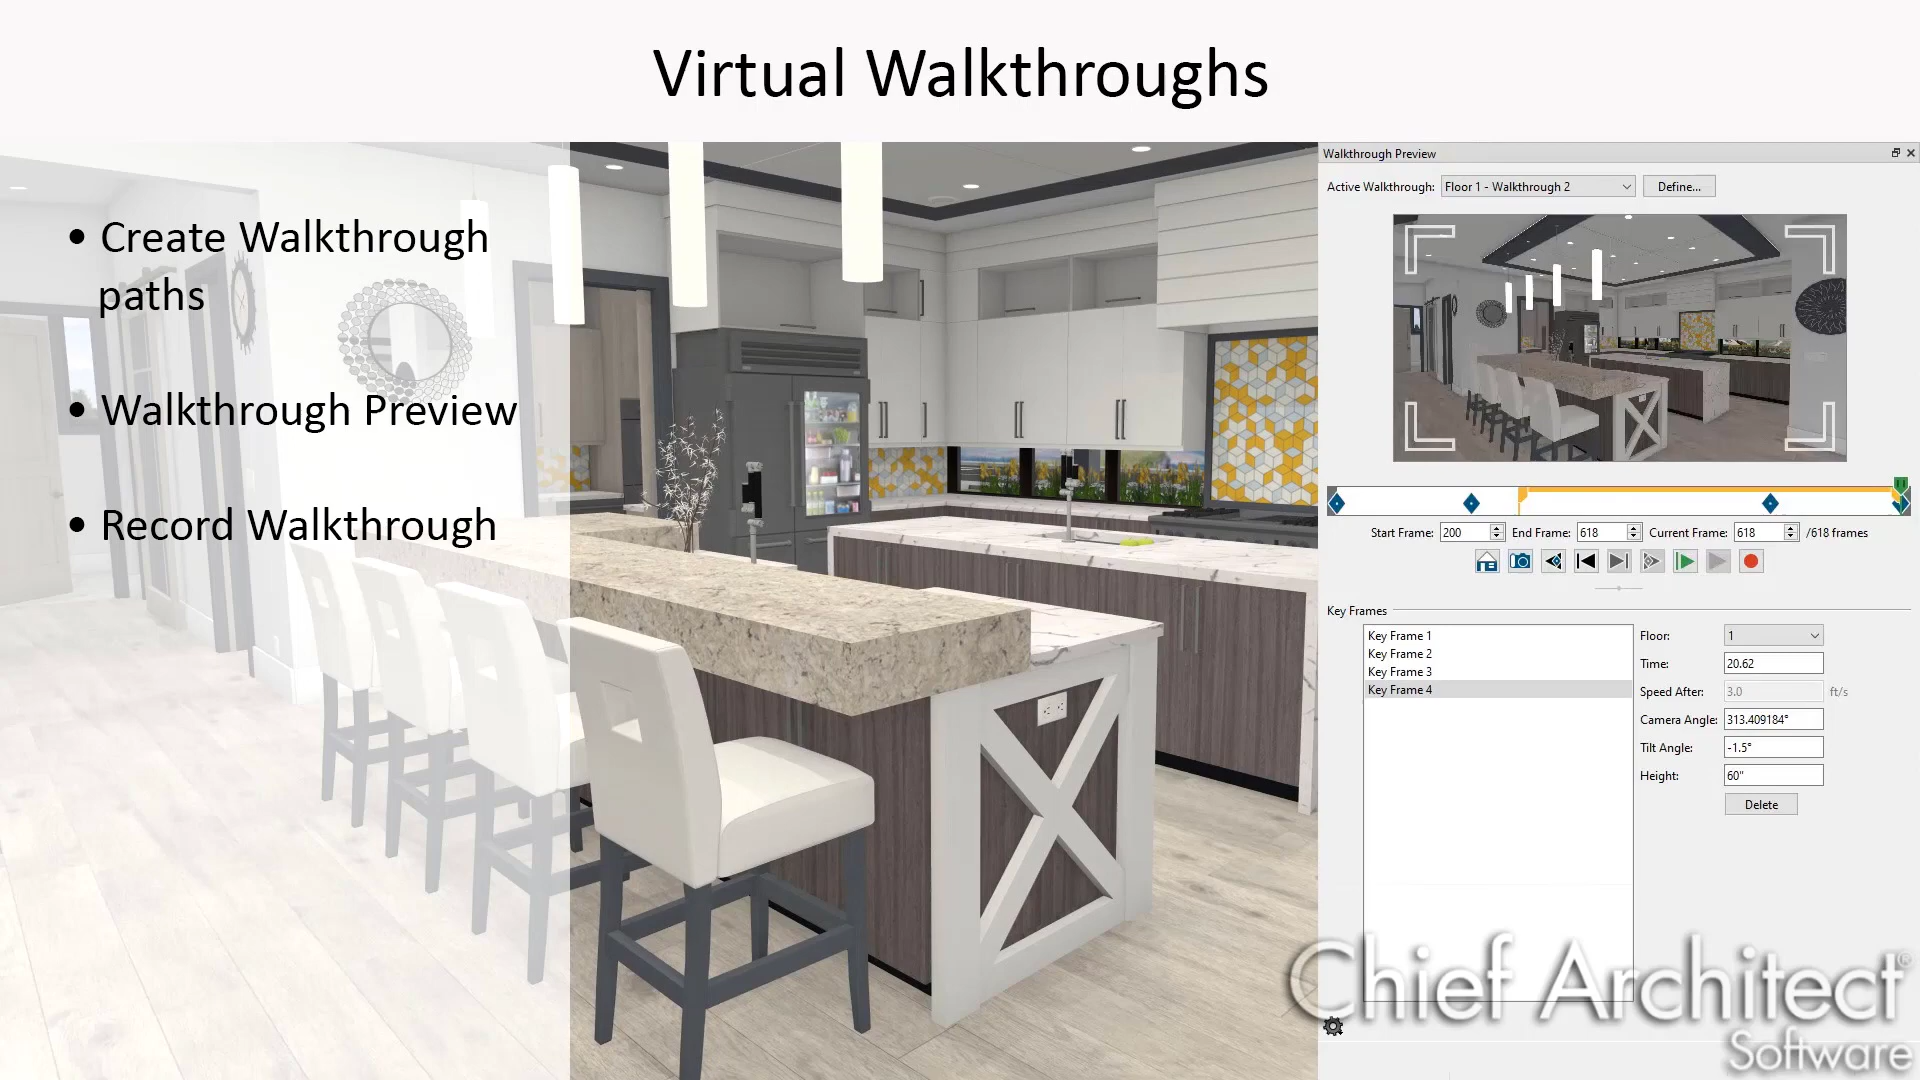 Virtual Walkthroughs
• Create Walkthrough
paths
• Walkthrough Preview
• Record Walkthrough
Walkthrough Preview
Active Walkthrough: Floor 1 - Walkthrough 2 Define...
Start Frame: 200 End Frame: 618 Current Frame: 618 /618 frames
Key Frames
Key Frame 1
Key Frame 2
Key Frame 3
Key Frame 4
Floor: 1
Time: 20.62
Speed After: 3.0 ft/s
Camera Angle: 313.409184°
Tilt Angle: -1.5°
Height: 60"
Delete
Chief Architect®
Software